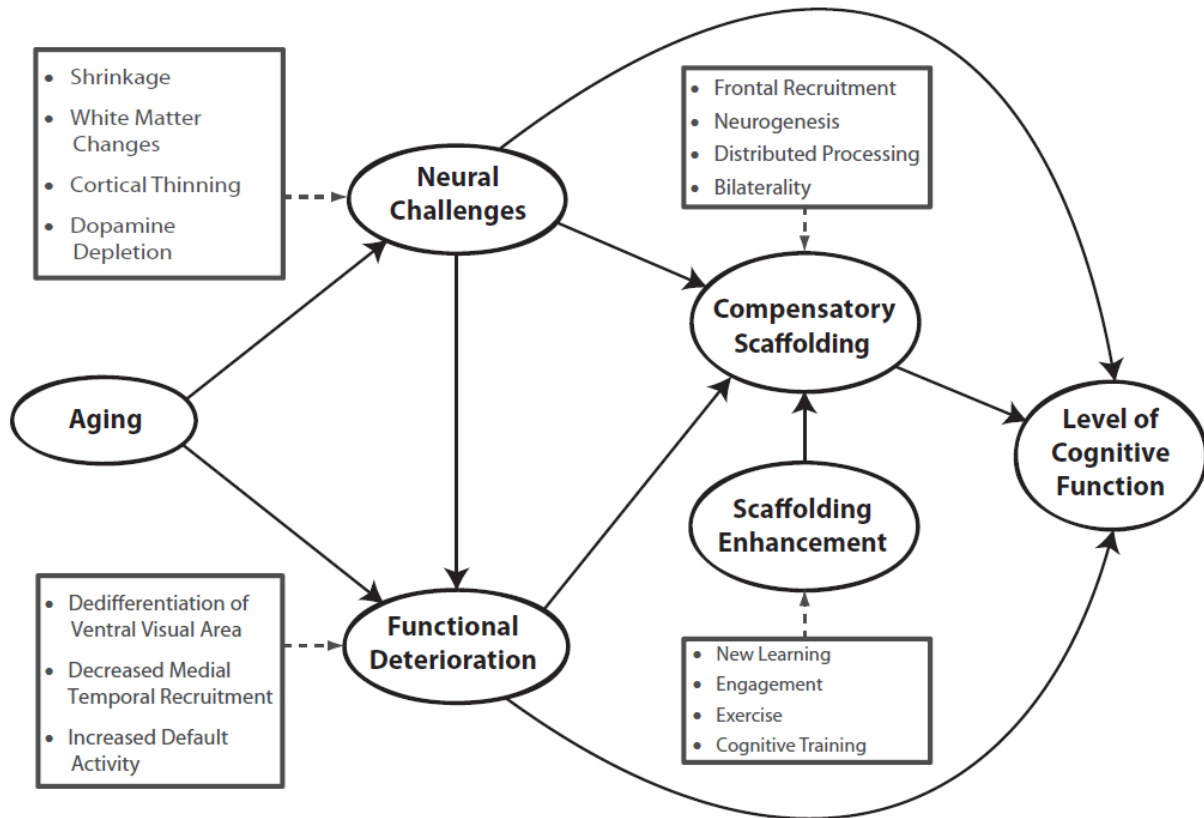 • Shrinkage
• White Matter
Changes
• Cortical Thinning
• Dopamine
Depletion
Neural
Challenges
• Frontal Recruitment
• Neurogenesis
• Distributed Processing
• Bilaterality
Compensatory
Scaffolding
Aging
Level of
Cognitive
Function
Scaffolding
Enhancement
• Dedifferentiation of
Ventral Visual Area
• Decreased Medial
Temporal Recruitment
• Increased Default
Activity
Functional
Deterioration
• New Learning
• Engagement
• Exercise
• Cognitive Training